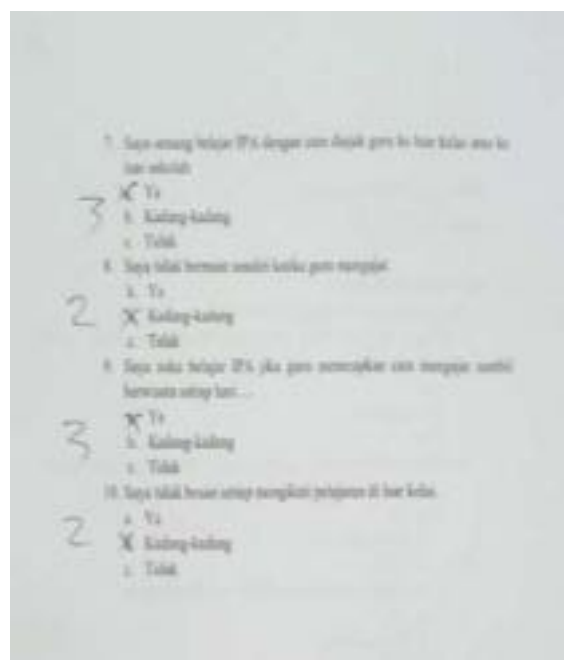 7. Saya senang belajar IPA dengan cara diajak guru ke luar kelas atau ke
luar sekolah
Ya
3 b. Kadang-kadang
c. Tidak
8. Saya tidak bermain sendiri ketika guru mengajar
Ya
2 X Kadang-kadang
c. Tidak
9. Saya suka belajar IPA jika guru menerapkan cara mengajar sambil
berwisata setiap hari...
X Ya
3 b. Kadang-kadang
c. Tidak
10. Saya tidak bosan setiap mengikuti pelajaran di luar kelas.
a. Ya
2 X Kadang-kadang
c. Tidak